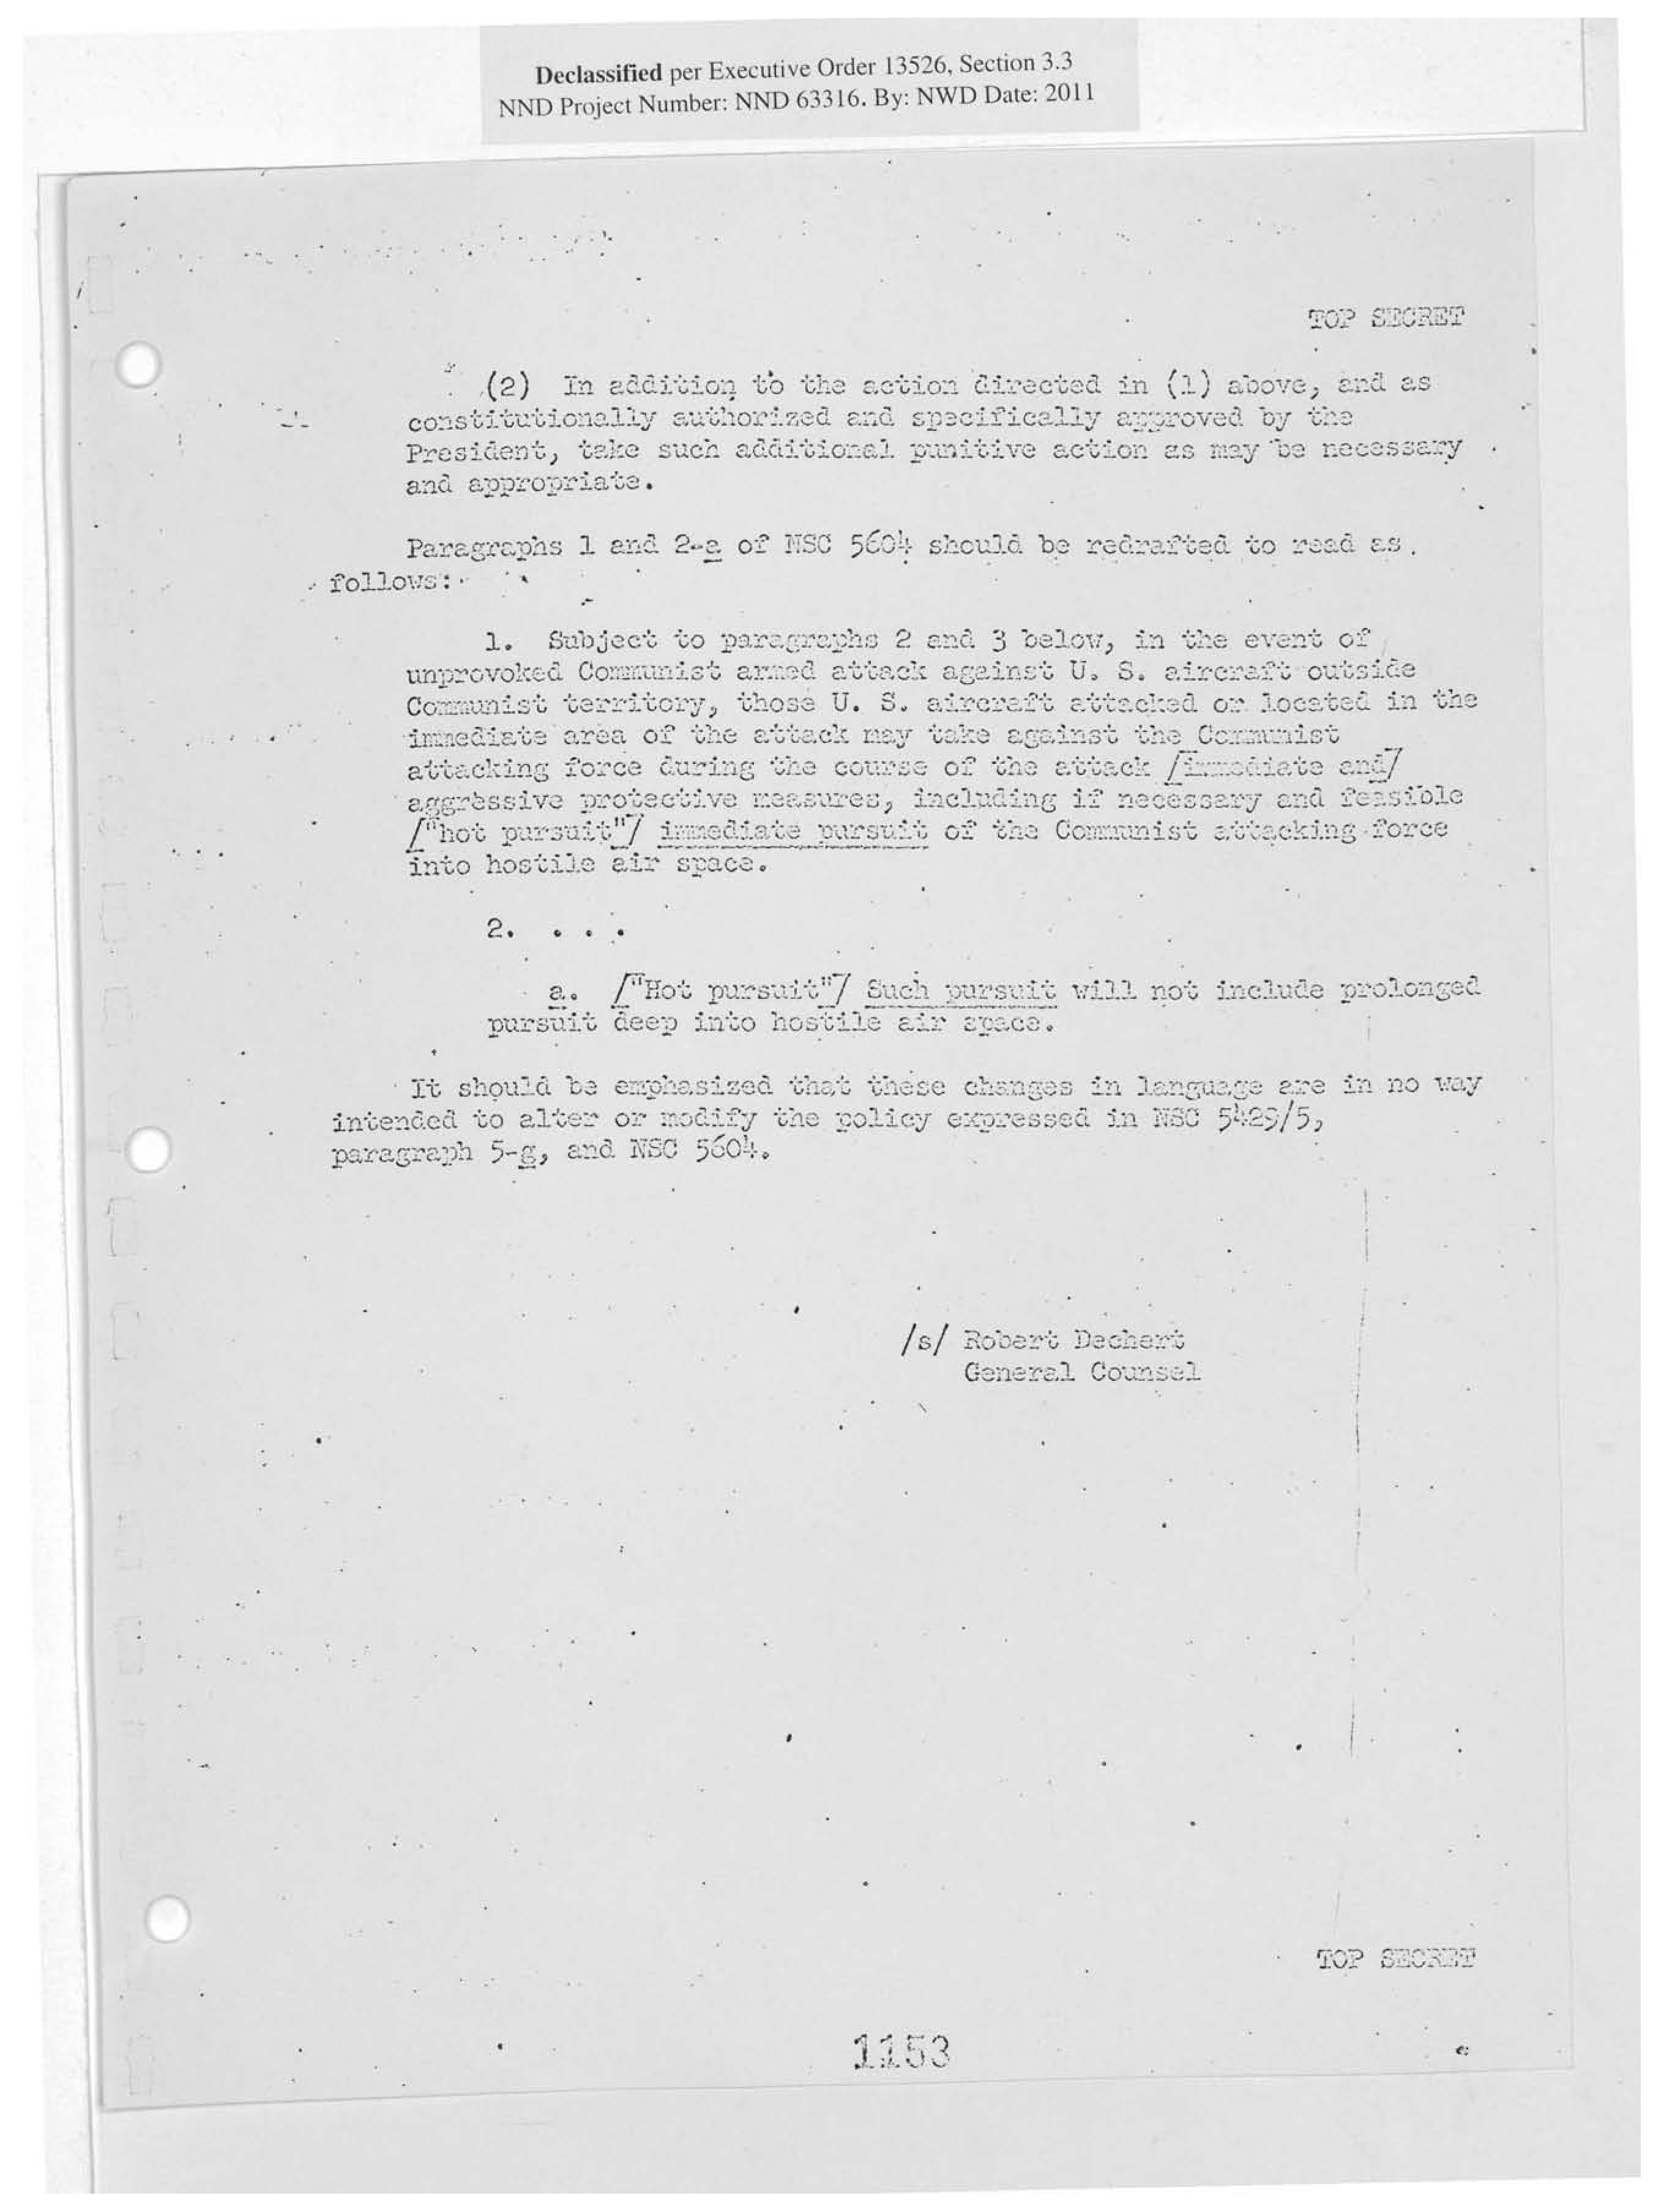 Declassified per Executive Order 13526, Section 3.3
NND Project Number: NND 63316. By: NWD Date: 2011
TOP SECRET
(2) In addition to the action directed in (1) above, and as
constitutionally authorized and specifically approved by the
President, take such additional punitive action as may be necessary
and appropriate.
Paragraphs 1 and 2-a of NSC 5604 should be redrafted to read as
follows:
1. Subject to paragraphs 2 and 3 below, in the event of
unprovoked Communist armed attack against U. S. aircraft outside
Communist territory, those U. S. aircraft attacked or located in the
immediate area of the attack may take against the Communist
attacking force during the course of the attack [immediate and]
aggressive protective measures, including if necessary and feasible
["hot pursuit"] immediate pursuit of the Communist attacking force
into hostile air space.
2. . . . .
a. ["Hot pursuit"] Such pursuit will not include prolonged
pursuit deep into hostile air space.
It should be emphasized that these changes in language are in no way
intended to alter or modify the policy expressed in NSC 5429/5,
paragraph 5-g, and NSC 5604.
/s/ Robert Dechert
General Counsel
TOP SECRET
1153